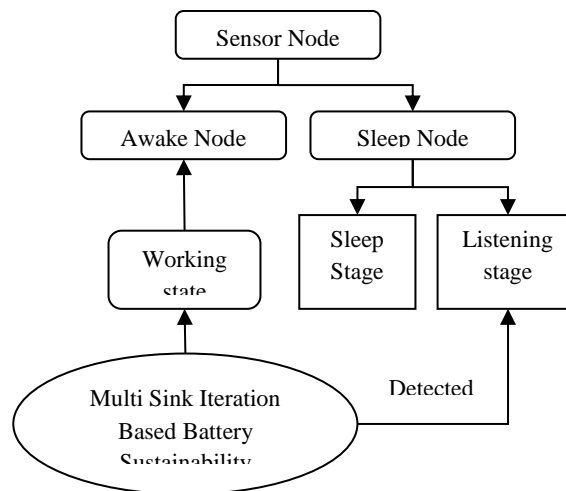 Sensor Node
Awake Node
Sleep Node
Sleep
Stage
Listening
stage
Working
state
Multi Sink Iteration
Based Battery
Sustainability
Detected